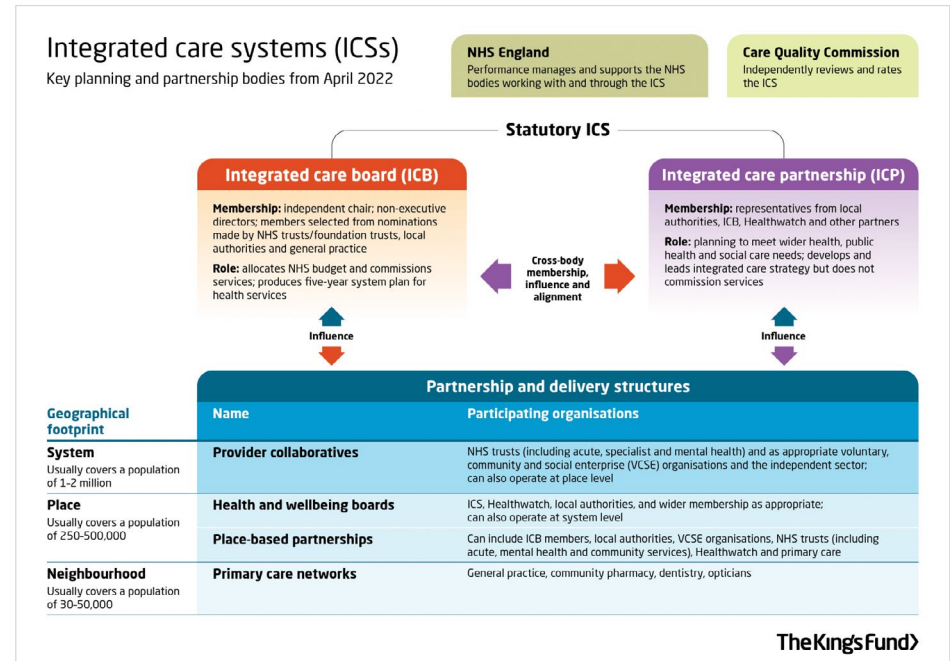 Integrated care systems (ICSs)
Key planning and partnership bodies from April 2022
NHS England
Performance manages and supports the NHS
bodies working with and through the ICS
Care Quality Commission
Independently reviews and rates
the ICS
Statutory ICS
Integrated care board (ICB)
Membership: independent chair; non-executive
directors; members selected from nominations
made by NHS trusts/foundation trusts, local
authorities and general practice
Role: allocates NHS budget and commissions
services; produces five-year system plan for
health services
Cross-body
membership,
influence and
alignment
Integrated care partnership (ICP)
Membership: representatives from local
authorities, ICB, Healthwatch and other partners
Role: planning to meet wider health, public
health and social care needs; develops and
leads integrated care strategy but does not
commission services
Influence
Influence
Partnership and delivery structures
Geographical
footprint
Name
Participating organisations
System
Usually covers a population
of 1–2 million
Provider collaboratives
NHS trusts (including acute, specialist and mental health) and as appropriate voluntary,
community and social enterprise (VCSE) organisations and the independent sector;
can also operate at place level
Place
Usually covers a population
of 250–500,000
Health and wellbeing boards
ICS, Healthwatch, local authorities, and wider membership as appropriate;
can also operate at system level
Place-based partnerships
Can include ICB members, local authorities, VCSE organisations, NHS trusts (including
acute, mental health and community services), Healthwatch and primary care
Neighbourhood
Usually covers a population
of 30–50,000
Primary care networks
General practice, community pharmacy, dentistry, opticians
The King's Fund>